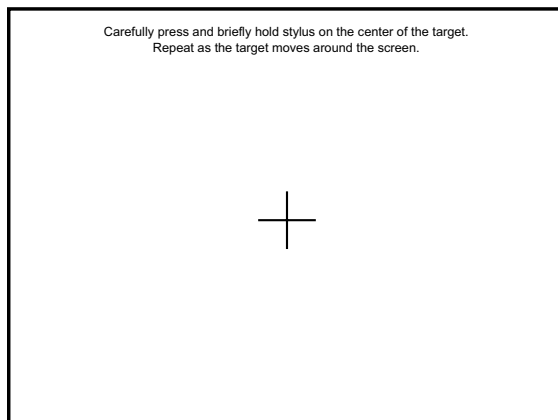 Carefully press and briefly hold stylus on the center of the target.
Repeat as the target moves around the screen.